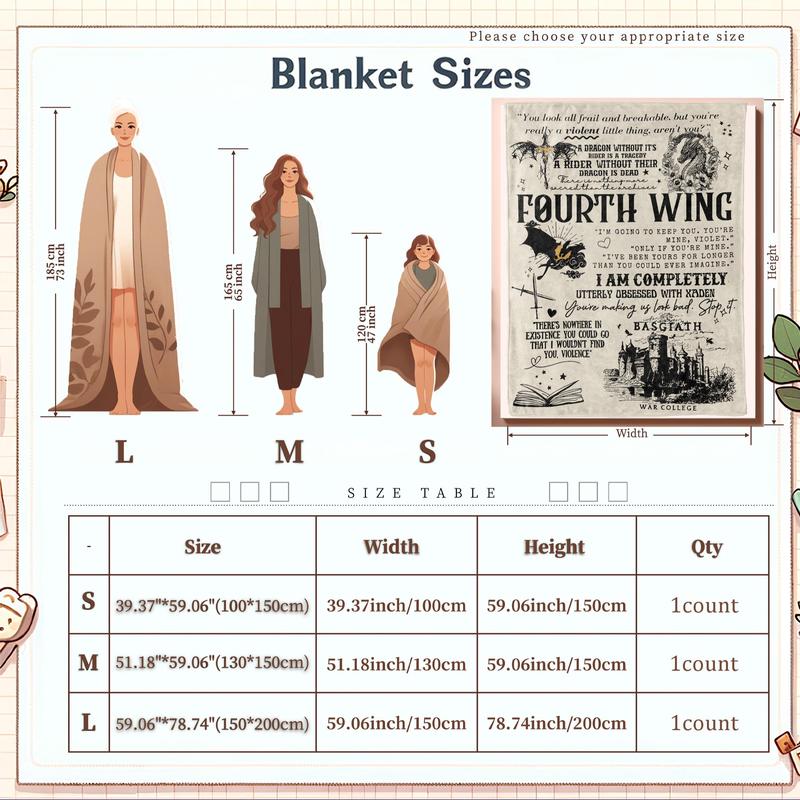 Please choose your appropriate size
Blanket Sizes
185 cm
73 inch
165 cm
65 inch
120 cm
47 inch
"You look all frail and breakable, but you're
really a violent little thing, aren't you?"
A DRAGON WITHOUT IT'S
RIDER IS A TRAGEDY
A RIDER WITHOUT THEIR
DRAGON IS DEAD
There is nothing more
sacred than the archives
FOURTH WING
"I'M GOING TO KEEP YOU. YOU'RE
MINE, VIOLET."
"ONLY IF YOU'RE MINE."
"I'VE BEEN YOURS FOR LONGER
THAN YOU COULD EVER IMAGINE."
I AM COMPLETELY
UTTERLY OBSESSED WITH XADEN
You're making us look bad. Stop it.
"THERE'S NOWHERE IN
EXISTENCE YOU COULD GO
THAT I WOULDN'T FIND
YOU, VIOLENCE"
BASGIATH
WAR COLLEGE
Height
Width
L
M
S
SIZE TABLE
- Size Width Height Qty
S 39.37"*59.06"(100*150cm) 39.37inch/100cm 59.06inch/150cm 1count
M 51.18"*59.06"(130*150cm) 51.18inch/130cm 59.06inch/150cm 1count
L 59.06"*78.74"(150*200cm) 59.06inch/150cm 78.74inch/200cm 1count